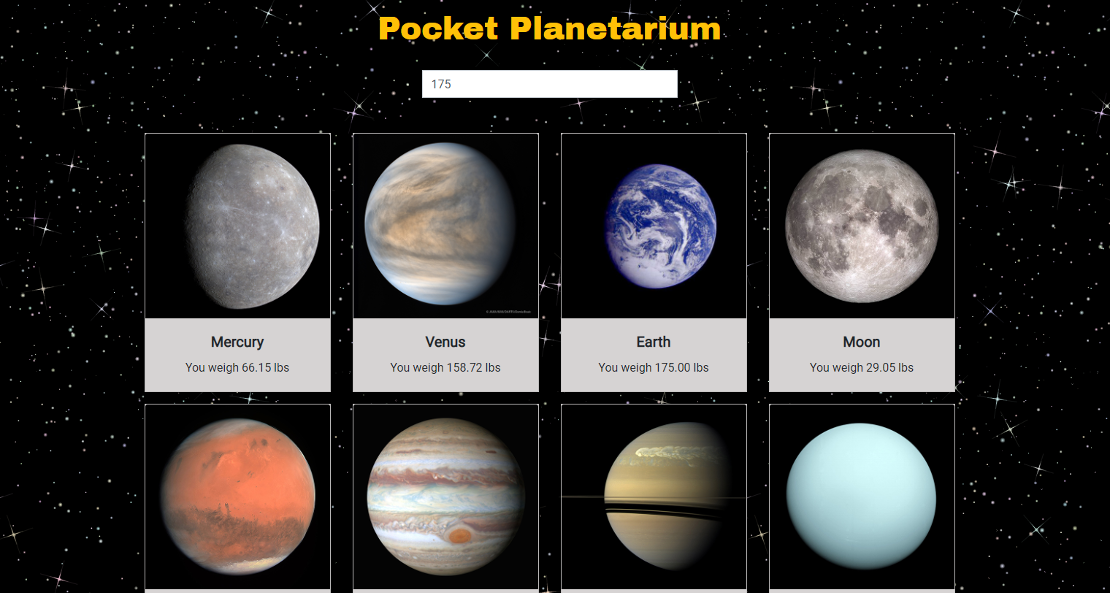 Pocket Planetarium
175
Mercury
You weigh 66.15 lbs
Venus
You weigh 158.72 lbs
Earth
You weigh 175.00 lbs
Moon
You weigh 29.05 lbs